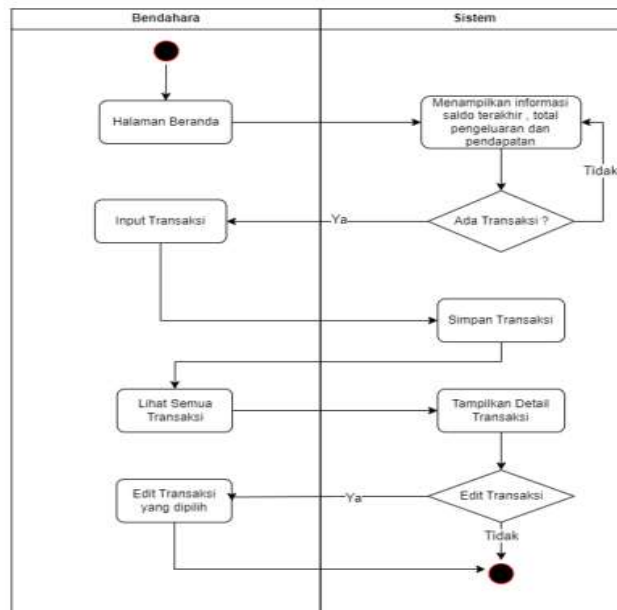 Bendahara
Sistem
Halaman Beranda
Menampilkan informasi
saldo terakhir , total
pengeluaran dan
pendapatan
Tidak
Input Transaksi
Ya
Ada Transaksi ?
Simpan Transaksi
Lihat Semua
Transaksi
Tampilkan Detail
Transaksi
Edit Transaksi
yang dipilih
Ya
Edit Transaksi
Tidak